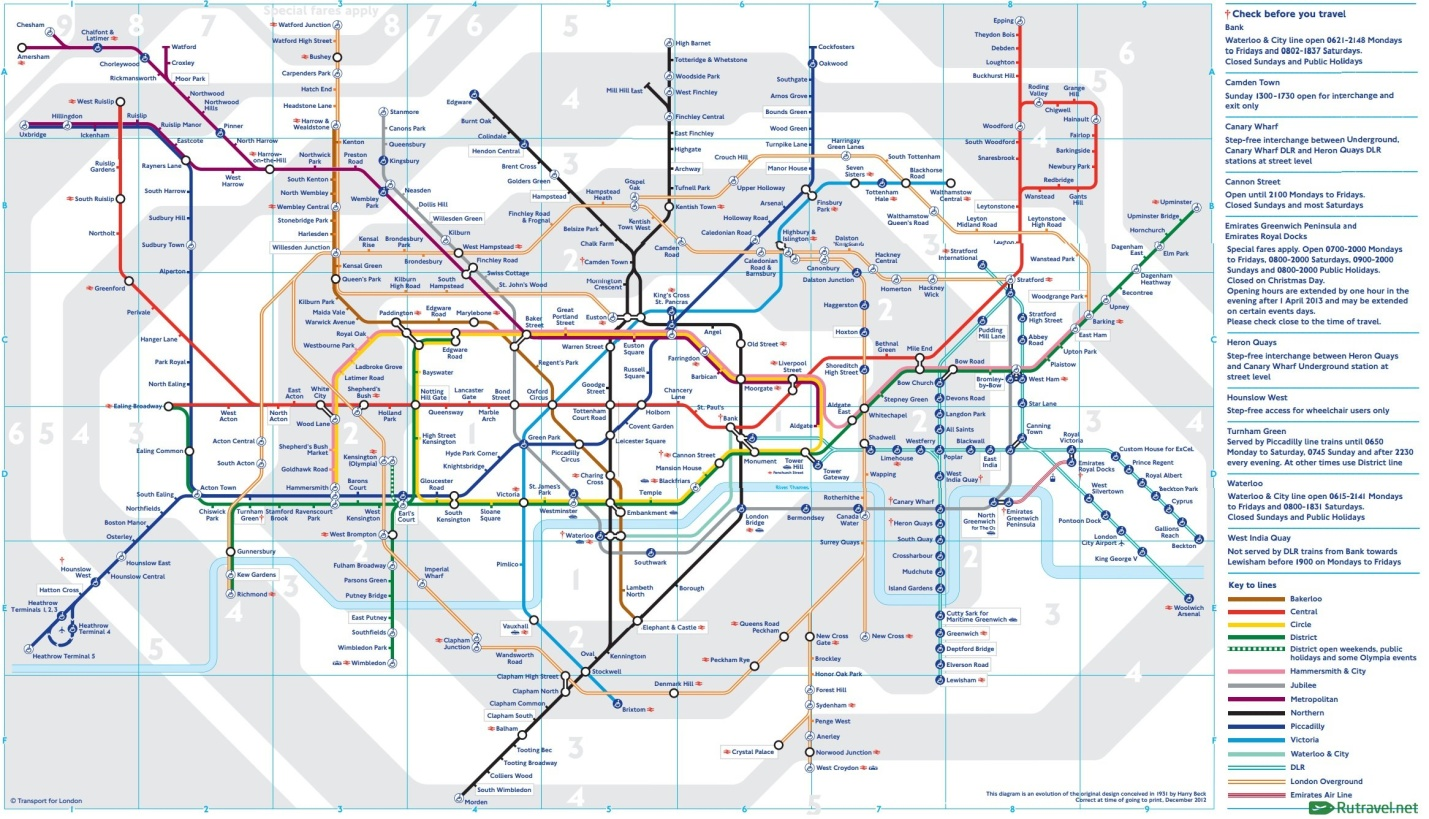 Special fares apply
Chesham
Chalfont &
Latimer
Amersham
Chorleywood
Rickmansworth
Watford
Croxley
Moor Park
Northwood
Northwood
Hills
Pinner
North Harrow
Harrow-
on-the-Hill
West Ruislip
Hillingdon
Uxbridge
Ickenham
Ruislip
Ruislip Manor
Eastcote
Rayners Lane
West
Harrow
Ruislip
Gardens
South Ruislip
Northolt
Greenford
Perivale
Hanger Lane
South Harrow
Sudbury Hill
Sudbury Town
Alperton
Park Royal
North Ealing
Ealing Broadway
Ealing Common
South Ealing
Northfields
Boston Manor
Osterley
Hounslow East
Hounslow Central
Hounslow
West
Hatton Cross
Heathrow
Terminals 1, 2, 3
Heathrow
Terminal 4
Heathrow Terminal 5
Watford Junction
Watford High Street
Bushey
Carpenders Park
Hatch End
Headstone Lane
Harrow &
Wealdstone
Kenton
Northwick
Park
Preston
Road
South Kenton
North Wembley
Wembley Central
Stonebridge Park
Harlesden
Willesden Junction
Kensal Green
Queen's Park
Kilburn Park
Maida Vale
Warwick Avenue
Paddington
Stanmore
Canons Park
Queensbury
Kingsbury
Wembley
Park
Neasden
Dollis Hill
Willesden Green
Kilburn
West Hampstead
Finchley Road
Swiss Cottage
St. John's Wood
Kensal
Rise
Brondesbury
Park
Brondesbury
Kilburn
High Road
South
Hampstead
Finchley Road
& Frognal
Hampstead
Heath
Gospel
Oak
Edgware
Burnt Oak
Colindale
Hendon Central
Brent Cross
Golders Green
Hampstead
Belsize Park
Chalk Farm
Camden Town
Mornington
Crescent
Euston
High Barnet
Totteridge & Whetstone
Woodside Park
Mill Hill East
West Finchley
Finchley Central
East Finchley
Highgate
Archway
Tufnell Park
Kentish Town
Kentish
Town West
Camden
Road
Cockfosters
Oakwood
Southgate
Arnos Grove
Bounds Green
Wood Green
Turnpike Lane
Manor House
Finsbury
Park
Arsenal
Holloway Road
Caledonian Road
Crouch Hill
Upper Holloway
Harringay
Green Lanes
South Tottenham
Seven
Sisters
Tottenham
Hale
Blackhorse
Road
Walthamstow
Central
Walthamstow
Queen's Road
Leyton
Midland Road
Leytonstone
High Road
Wanstead Park
Woodgrange Park
Highbury &
Islington
Caledonian
Road &
Barnsbury
Canonbury
Dalston
Kingsland
Dalston Junction
Hackney
Central
Homerton
Hackney
Wick
Haggerston
Hoxton
Shoreditch
High Street
Epping
Theydon Bois
Debden
Loughton
Buckhurst Hill
Roding
Valley
Grange
Hill
Chigwell
Hainault
Fairlop
Barkingside
Newbury Park
Redbridge
Gants
Hill
Wanstead
Woodford
South Woodford
Snaresbrook
Leytonstone
Leyton
Stratford
International
Stratford
Pudding
Mill Lane
Stratford
High Street
Abbey
Road
West Ham
Star Lane
Canning
Town
Upminster
Upminster Bridge
Hornchurch
Elm Park
Dagenham
East
Dagenham
Heathway
Becontree
Upney
Barking
East Ham
Upton Park
Plaistow
Bromley-
by-Bow
Bow Road
Bow Church
Mile End
Bethnal
Green
Stepney Green
Whitechapel
Devons Road
Langdon Park
All Saints
Royal Oak
Westbourne Park
Ladbroke Grove
Latimer Road
White
City
Wood Lane
Shepherd's
Bush
Shepherd's Bush
Market
Goldhawk Road
Hammersmith
East
Acton
West
Acton
North
Acton
Acton Central
South Acton
Acton Town
Chiswick
Park
Turnham
Green
Stamford
Brook
Ravenscourt
Park
Barons
Court
West
Kensington
Earl's
Court
Kensington
(Olympia)
Gunnersbury
Kew Gardens
Richmond
West Brompton
Fulham Broadway
Parsons Green
Putney Bridge
East Putney
Southfields
Wimbledon Park
Wimbledon
Imperial
Wharf
Clapham
Junction
Wandsworth
Road
Clapham High Street
Clapham North
Clapham Common
Clapham South
Balham
Tooting Bec
Tooting Broadway
Colliers Wood
South Wimbledon
Morden
Edgware
Road
Marylebone
Edgware
Road
Baker
Street
Great
Portland
Street
Warren Street
Euston
Square
King's Cross
St. Pancras
Farringdon
Barbican
Moorgate
Liverpool
Street
Aldgate
Aldgate
East
Angel
Old Street
Regent's Park
Goodge
Street
Russell
Square
Chancery
Lane
St. Paul's
Bank
Bayswater
Notting
Hill Gate
Holland
Park
Queensway
Lancaster
Gate
Marble
Arch
Bond
Street
Oxford
Circus
Tottenham
Court Road
Holborn
Covent Garden
Leicester Square
High Street
Kensington
Gloucester
Road
Hyde Park Corner
Knightsbridge
Green Park
Piccadilly
Circus
South
Kensington
Sloane
Square
Victoria
St. James's
Park
Westminster
Charing
Cross
Embankment
Temple
Blackfriars
Mansion House
Cannon Street
Monument
Tower
Hill
Fenchurch Street
Tower
Gateway
River Thames
Pimlico
Vauxhall
Stockwell
Oval
Kennington
Brixton
Waterloo
Southwark
Lambeth
North
Elephant & Castle
Borough
London
Bridge
Bermondsey
Canada
Water
Rotherhithe
Wapping
Shadwell
Limehouse
Westferry
Poplar
Blackwall
East
India
West
India Quay
Canary Wharf
Heron Quays
South Quay
Crossharbour
Mudchute
Island Gardens
Cutty Sark for
Maritime Greenwich
Greenwich
Deptford Bridge
Elverson Road
Lewisham
North
Greenwich
for The O2
Emirates
Greenwich
Peninsula
Royal
Victoria
Emirates
Royal Docks
Custom House for ExCeL
Prince Regent
Royal Albert
Beckton Park
Cyprus
Gallions
Reach
Beckton
West
Silvertown
Pontoon Dock
London
City Airport
King George V
Woolwich
Arsenal
Surrey Quays
Queens Road
Peckham
Peckham Rye
Denmark Hill
New Cross
Gate
New Cross
Brockley
Honor Oak Park
Forest Hill
Sydenham
Penge West
Anerley
Norwood Junction
West Croydon
Crystal Palace
© Transport for London
This diagram is an evolution of the original design conceived in 1931 by Harry Beck
Correct at time of going to print, December 2012
† Check before you travel
Bank
Waterloo & City line open 0621-2148 Mondays
to Fridays and 0802-1837 Saturdays.
Closed Sundays and Public Holidays
Camden Town
Sunday 1300-1730 open for interchange and
exit only
Canary Wharf
Step-free interchange between Underground,
Canary Wharf DLR and Heron Quays DLR
stations at street level
Cannon Street
Open until 2100 Mondays to Fridays.
Closed Sundays and most Saturdays
Emirates Greenwich Peninsula and
Emirates Royal Docks
Special fares apply. Open 0700-2000 Mondays
to Fridays, 0800-2000 Saturdays, 0900-2000
Sundays and 0800-2000 Public Holidays.
Closed on Christmas Day.
Opening hours are extended by one hour in the
evening after 1 April 2013 and may be extended
on certain events days.
Please check close to the time of travel.
Heron Quays
Step-free interchange between Heron Quays
and Canary Wharf Underground station at
street level
Hounslow West
Step-free access for wheelchair users only
Turnham Green
Served by Piccadilly line trains until 0650
Monday to Saturday, 0745 Sunday and after 2230
every evening. At other times use District line
Waterloo
Waterloo & City line open 0615-2141 Mondays
to Fridays and 0800-1831 Saturdays.
Closed Sundays and Public Holidays
West India Quay
Not served by DLR trains from Bank towards
Lewisham before 1900 on Mondays to Fridays
Key to lines
Bakerloo
Central
Circle
District
District open weekends, public
holidays and some Olympia events
Hammersmith & City
Jubilee
Metropolitan
Northern
Piccadilly
Victoria
Waterloo & City
DLR
London Overground
Emirates Air Line
Rutravel.net